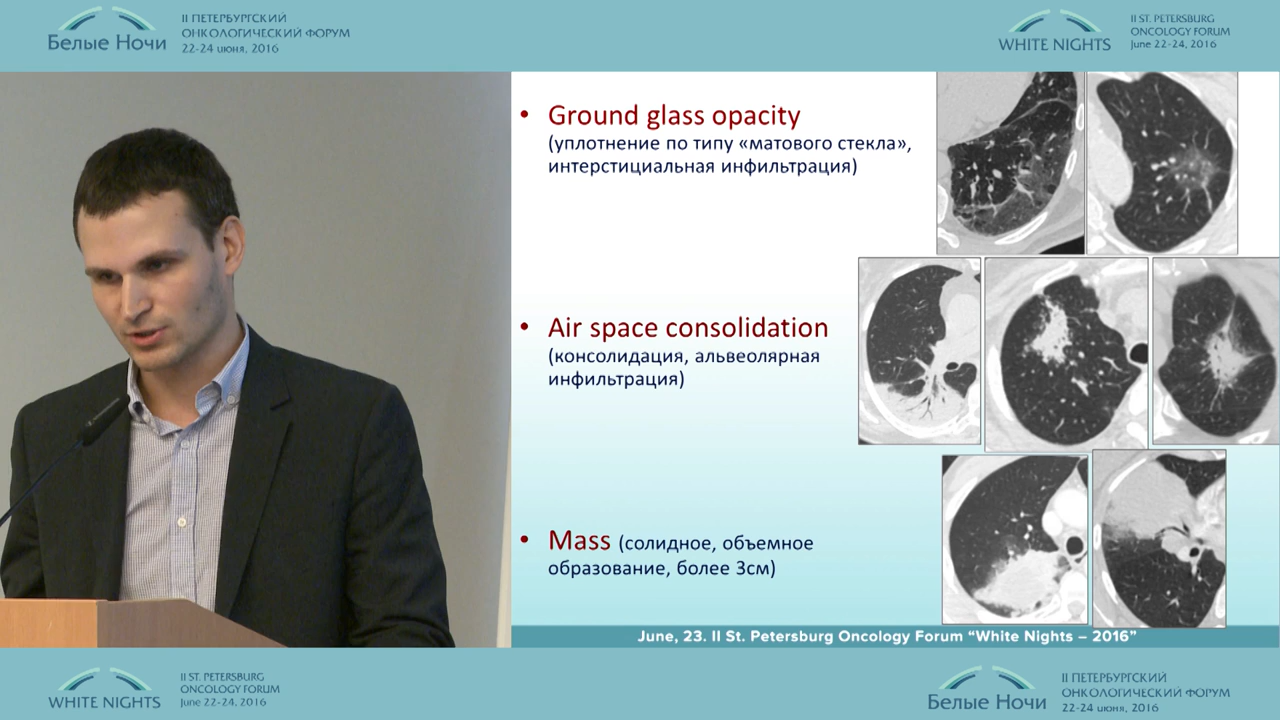 Белые Ночи
II ПЕТЕРБУРГСКИЙ
ОНКОЛОГИЧЕСКИЙ ФОРУМ
22-24 июня, 2016
WHITE NIGHTS
II ST. PETERSBURG
ONCOLOGY FORUM
June 22-24, 2016
• Ground glass opacity
(уплотнение по типу «матового стекла»,
интерстициальная инфильтрация)
• Air space consolidation
(консолидация, альвеолярная
инфильтрация)
• Mass (солидное, объемное
образование, более 3см)
June, 23. II St. Petersburg Oncology Forum “White Nights – 2016”
WHITE NIGHTS
II ST. PETERSBURG
ONCOLOGY FORUM
June 22-24, 2016
Белые Ночи
II ПЕТЕРБУРГСКИЙ
ОНКОЛОГИЧЕСКИЙ ФОРУМ
22-24 июня, 2016